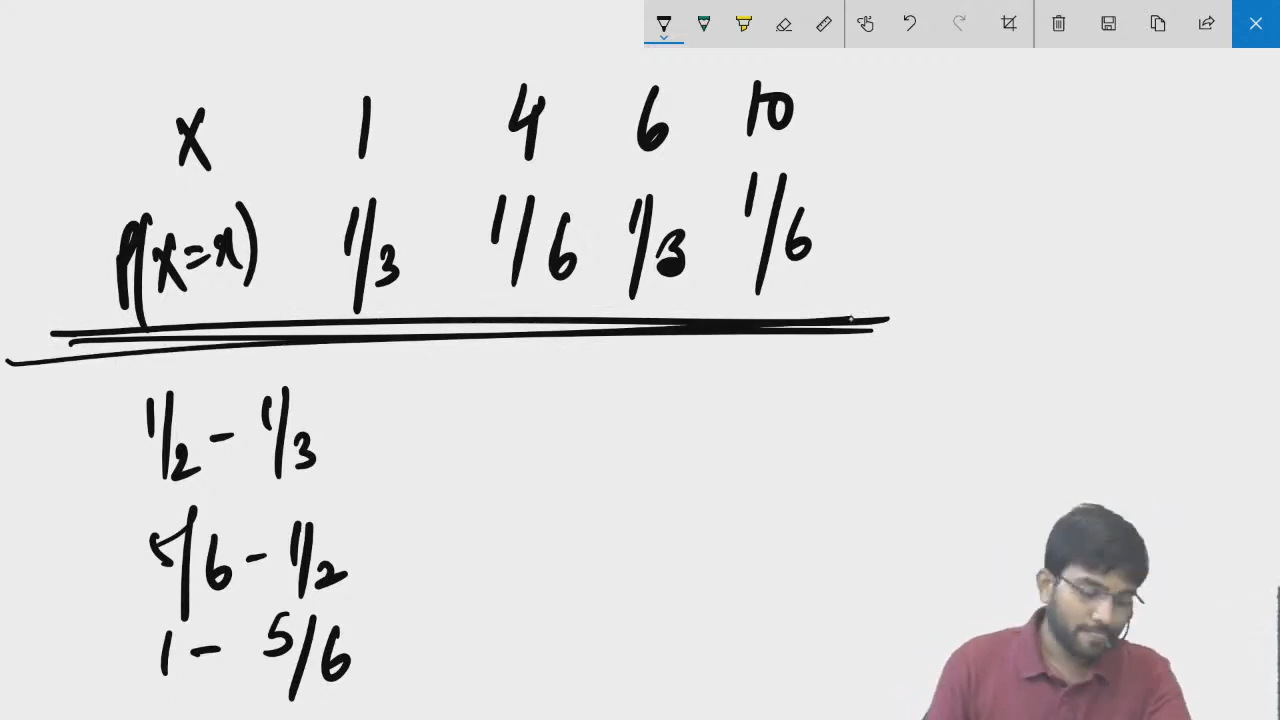 X 1 4 6 10
P(X=x) 1/3 1/6 1/3 1/6
1/2 - 1/3
5/6 - 1/2
1 - 5/6